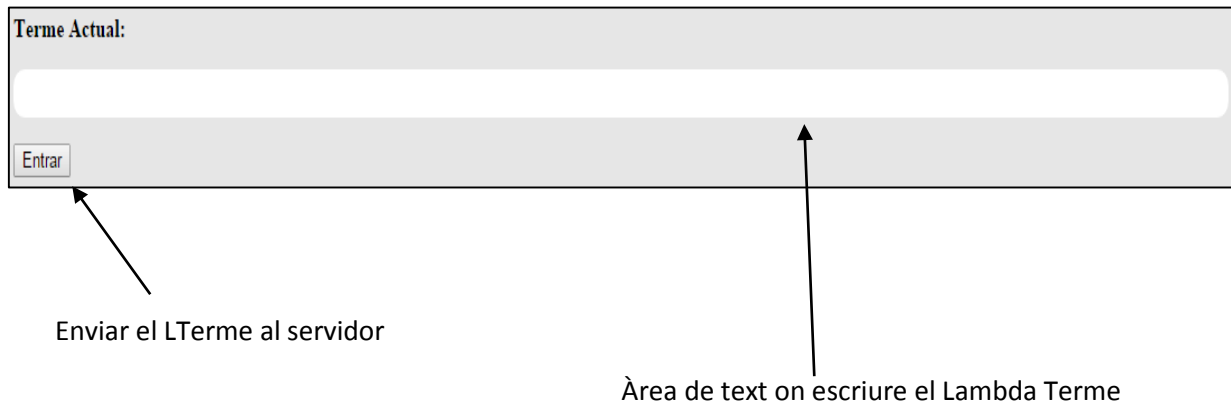 Terme Actual:
Entrar
Enviar el LTerme al servidor
Àrea de text on escriure el Lambda Terme